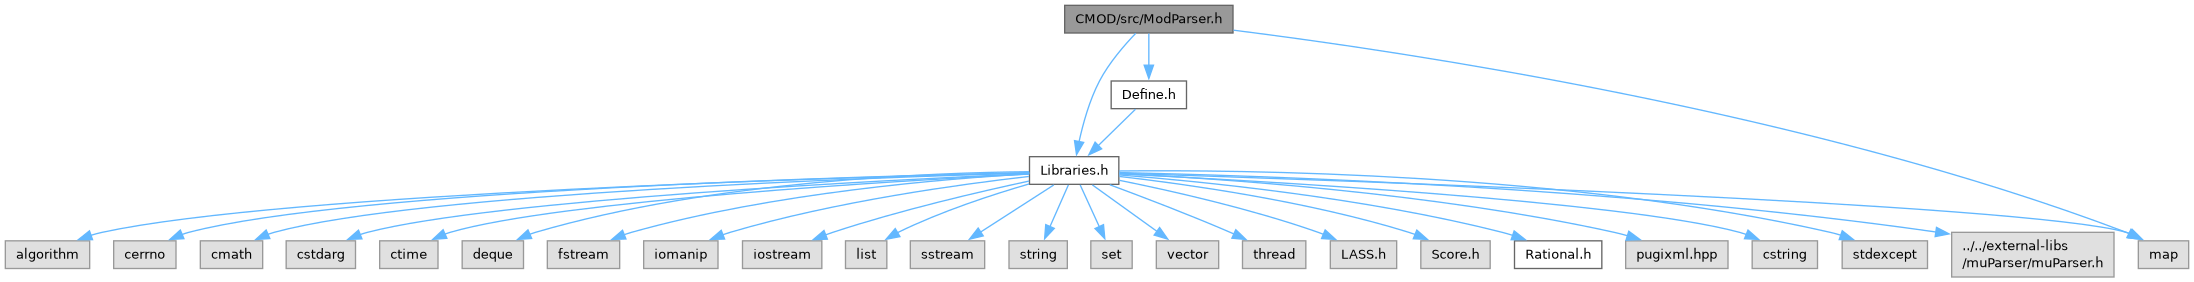 CMOD/src/ModParser.h
Define.h
Libraries.h
algorithm
cerrno
cmath
cstdarg
ctime
deque
fstream
iomanip
iostream
list
sstream
string
set
vector
thread
LASS.h
Score.h
Rational.h
pugixml.hpp
cstring
stdexcept
../../external-libs
/muParser/muParser.h
map